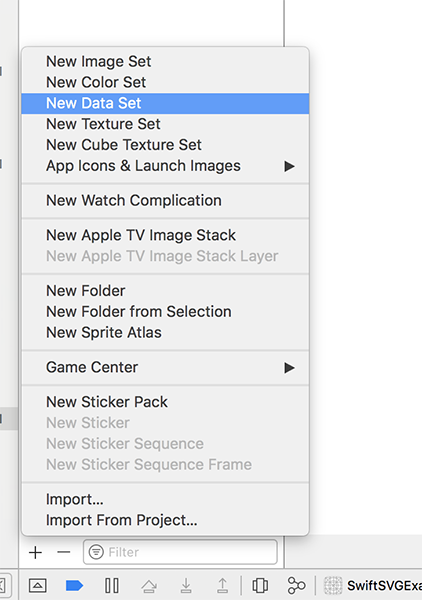 New Image Set
New Color Set
New Data Set
New Texture Set
New Cube Texture Set
App Icons & Launch Images
New Watch Complication
New Apple TV Image Stack
New Apple TV Image Stack Layer
New Folder
New Folder from Selection
New Sprite Atlas
Game Center
New Sticker Pack
New Sticker
New Sticker Sequence
New Sticker Sequence Frame
Import...
Import From Project...
Filter
SwiftSVGExa